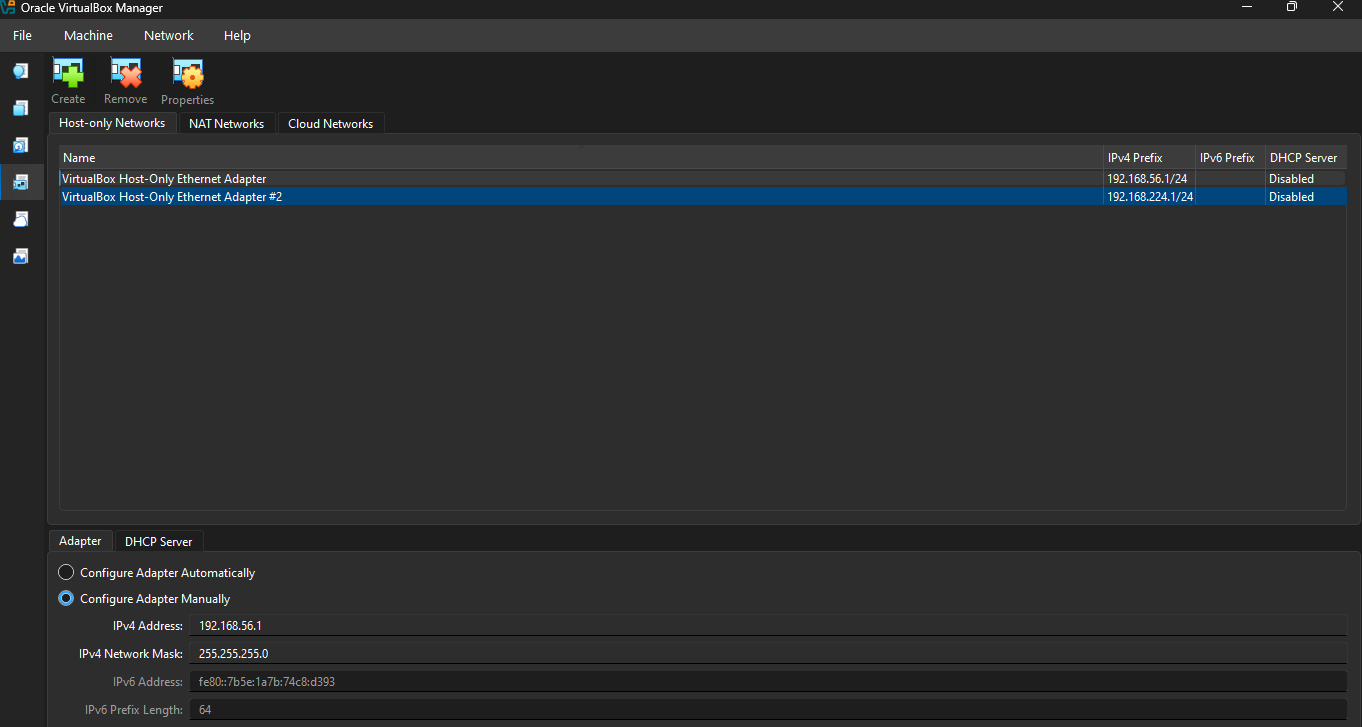 Oracle VirtualBox Manager
File Machine Network Help
Create Remove Properties
Host-only Networks NAT Networks Cloud Networks
Name IPv4 Prefix IPv6 Prefix DHCP Server
VirtualBox Host-Only Ethernet Adapter 192.168.56.1/24 Disabled
VirtualBox Host-Only Ethernet Adapter #2 192.168.224.1/24 Disabled
Adapter DHCP Server
Configure Adapter Automatically
Configure Adapter Manually
IPv4 Address: 192.168.56.1
IPv4 Network Mask: 255.255.255.0
IPv6 Address: fe80::7b5e:1a7b:74c8:d393
IPv6 Prefix Length: 64